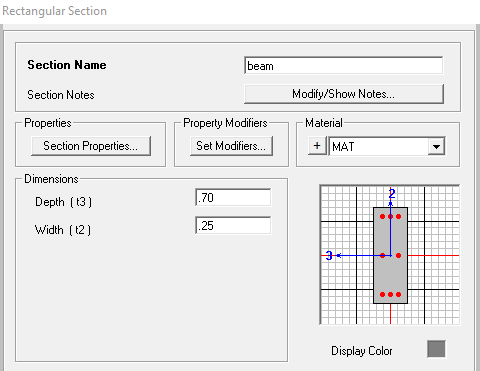 Rectangular Section
Section Name
beam
Section Notes
Modify/Show Notes...
Properties
Property Modifiers
Material
Section Properties...
Set Modifiers...
+
MAT
Dimensions
Depth ( t3 )
.70
Width ( t2 )
.25
2
3
Display Color